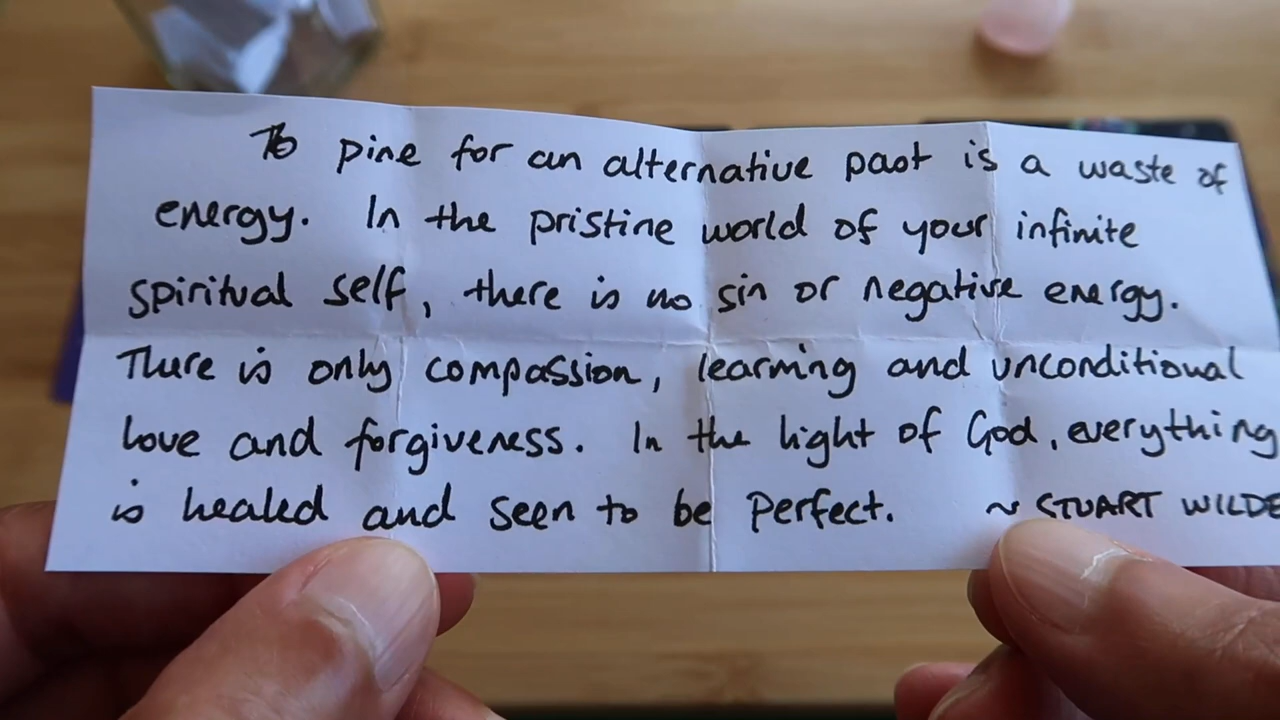 To pine for an alternative past is a waste of
energy. In the pristine world of your infinite
spiritual self, there is no sin or negative energy.
There is only compassion, learning and unconditional
love and forgiveness. In the light of God, everything
is healed and seen to be perfect. ~ STUART WILDE